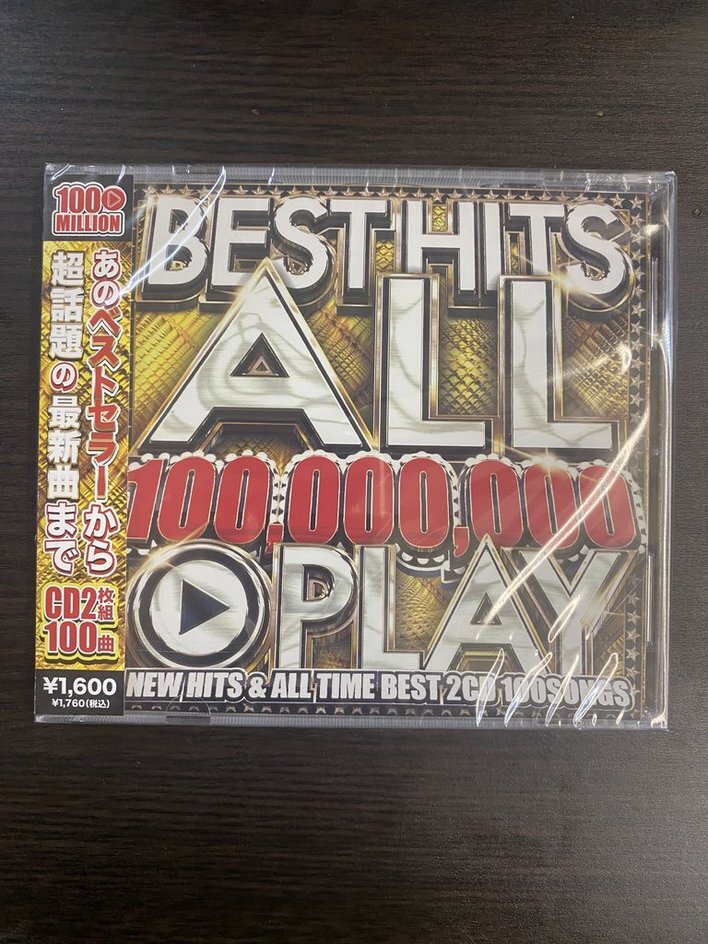 100
MILLION
あのベストセラーから
超話題の最新曲まで
CD2枚組
100曲
¥1,600
¥1,760(税込)
BEST HITS
ALL
100,000,000
PLAY
NEW HITS & ALL TIME BEST 2CD 100SONGS